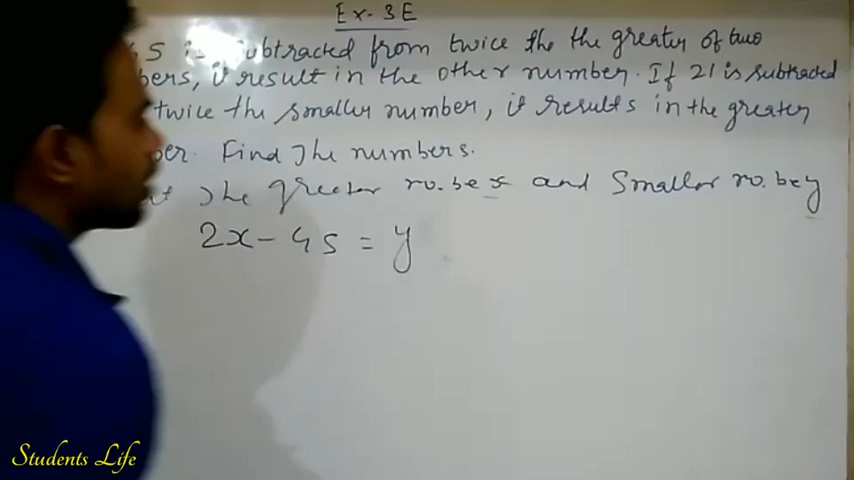 Ex-3E
5 is subtracted from twice the the greater of two
bers, it result in the other number. If 21 is subtracted
twice the smaller number, it results in the greater
ber. Find The numbers.
The greater no. be x and Smaller no. be y
2x - 45 = y
Students Life